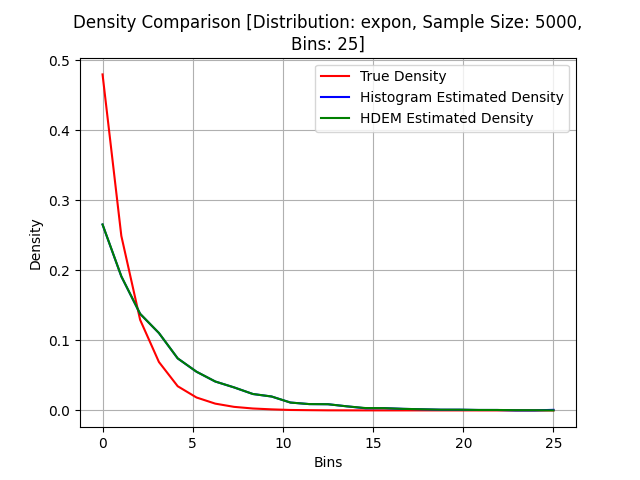 Density Comparison [Distribution: expon, Sample Size: 5000,
Bins: 25]
0.5
0.4
0.3
0.2
0.1
0.0
Density
True Density
Histogram Estimated Density
HDEM Estimated Density
0 5 10 15 20 25
Bins